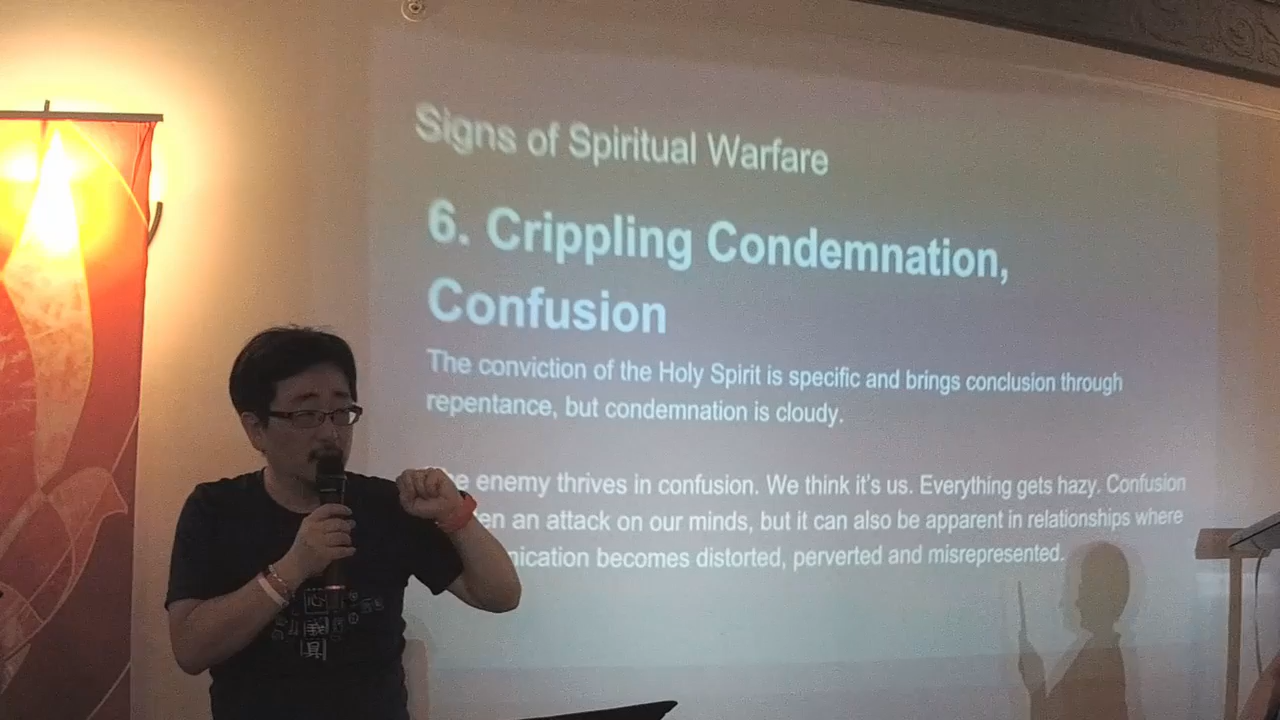 Signs of Spiritual Warfare
6. Crippling Condemnation,
Confusion
The conviction of the Holy Spirit is specific and brings conclusion through
repentance, but condemnation is cloudy.
enemy thrives in confusion. We think it's us. Everything gets hazy. Confusion
an attack on our minds, but it can also be apparent in relationships where
becomes distorted, perverted and misrepresented.
心